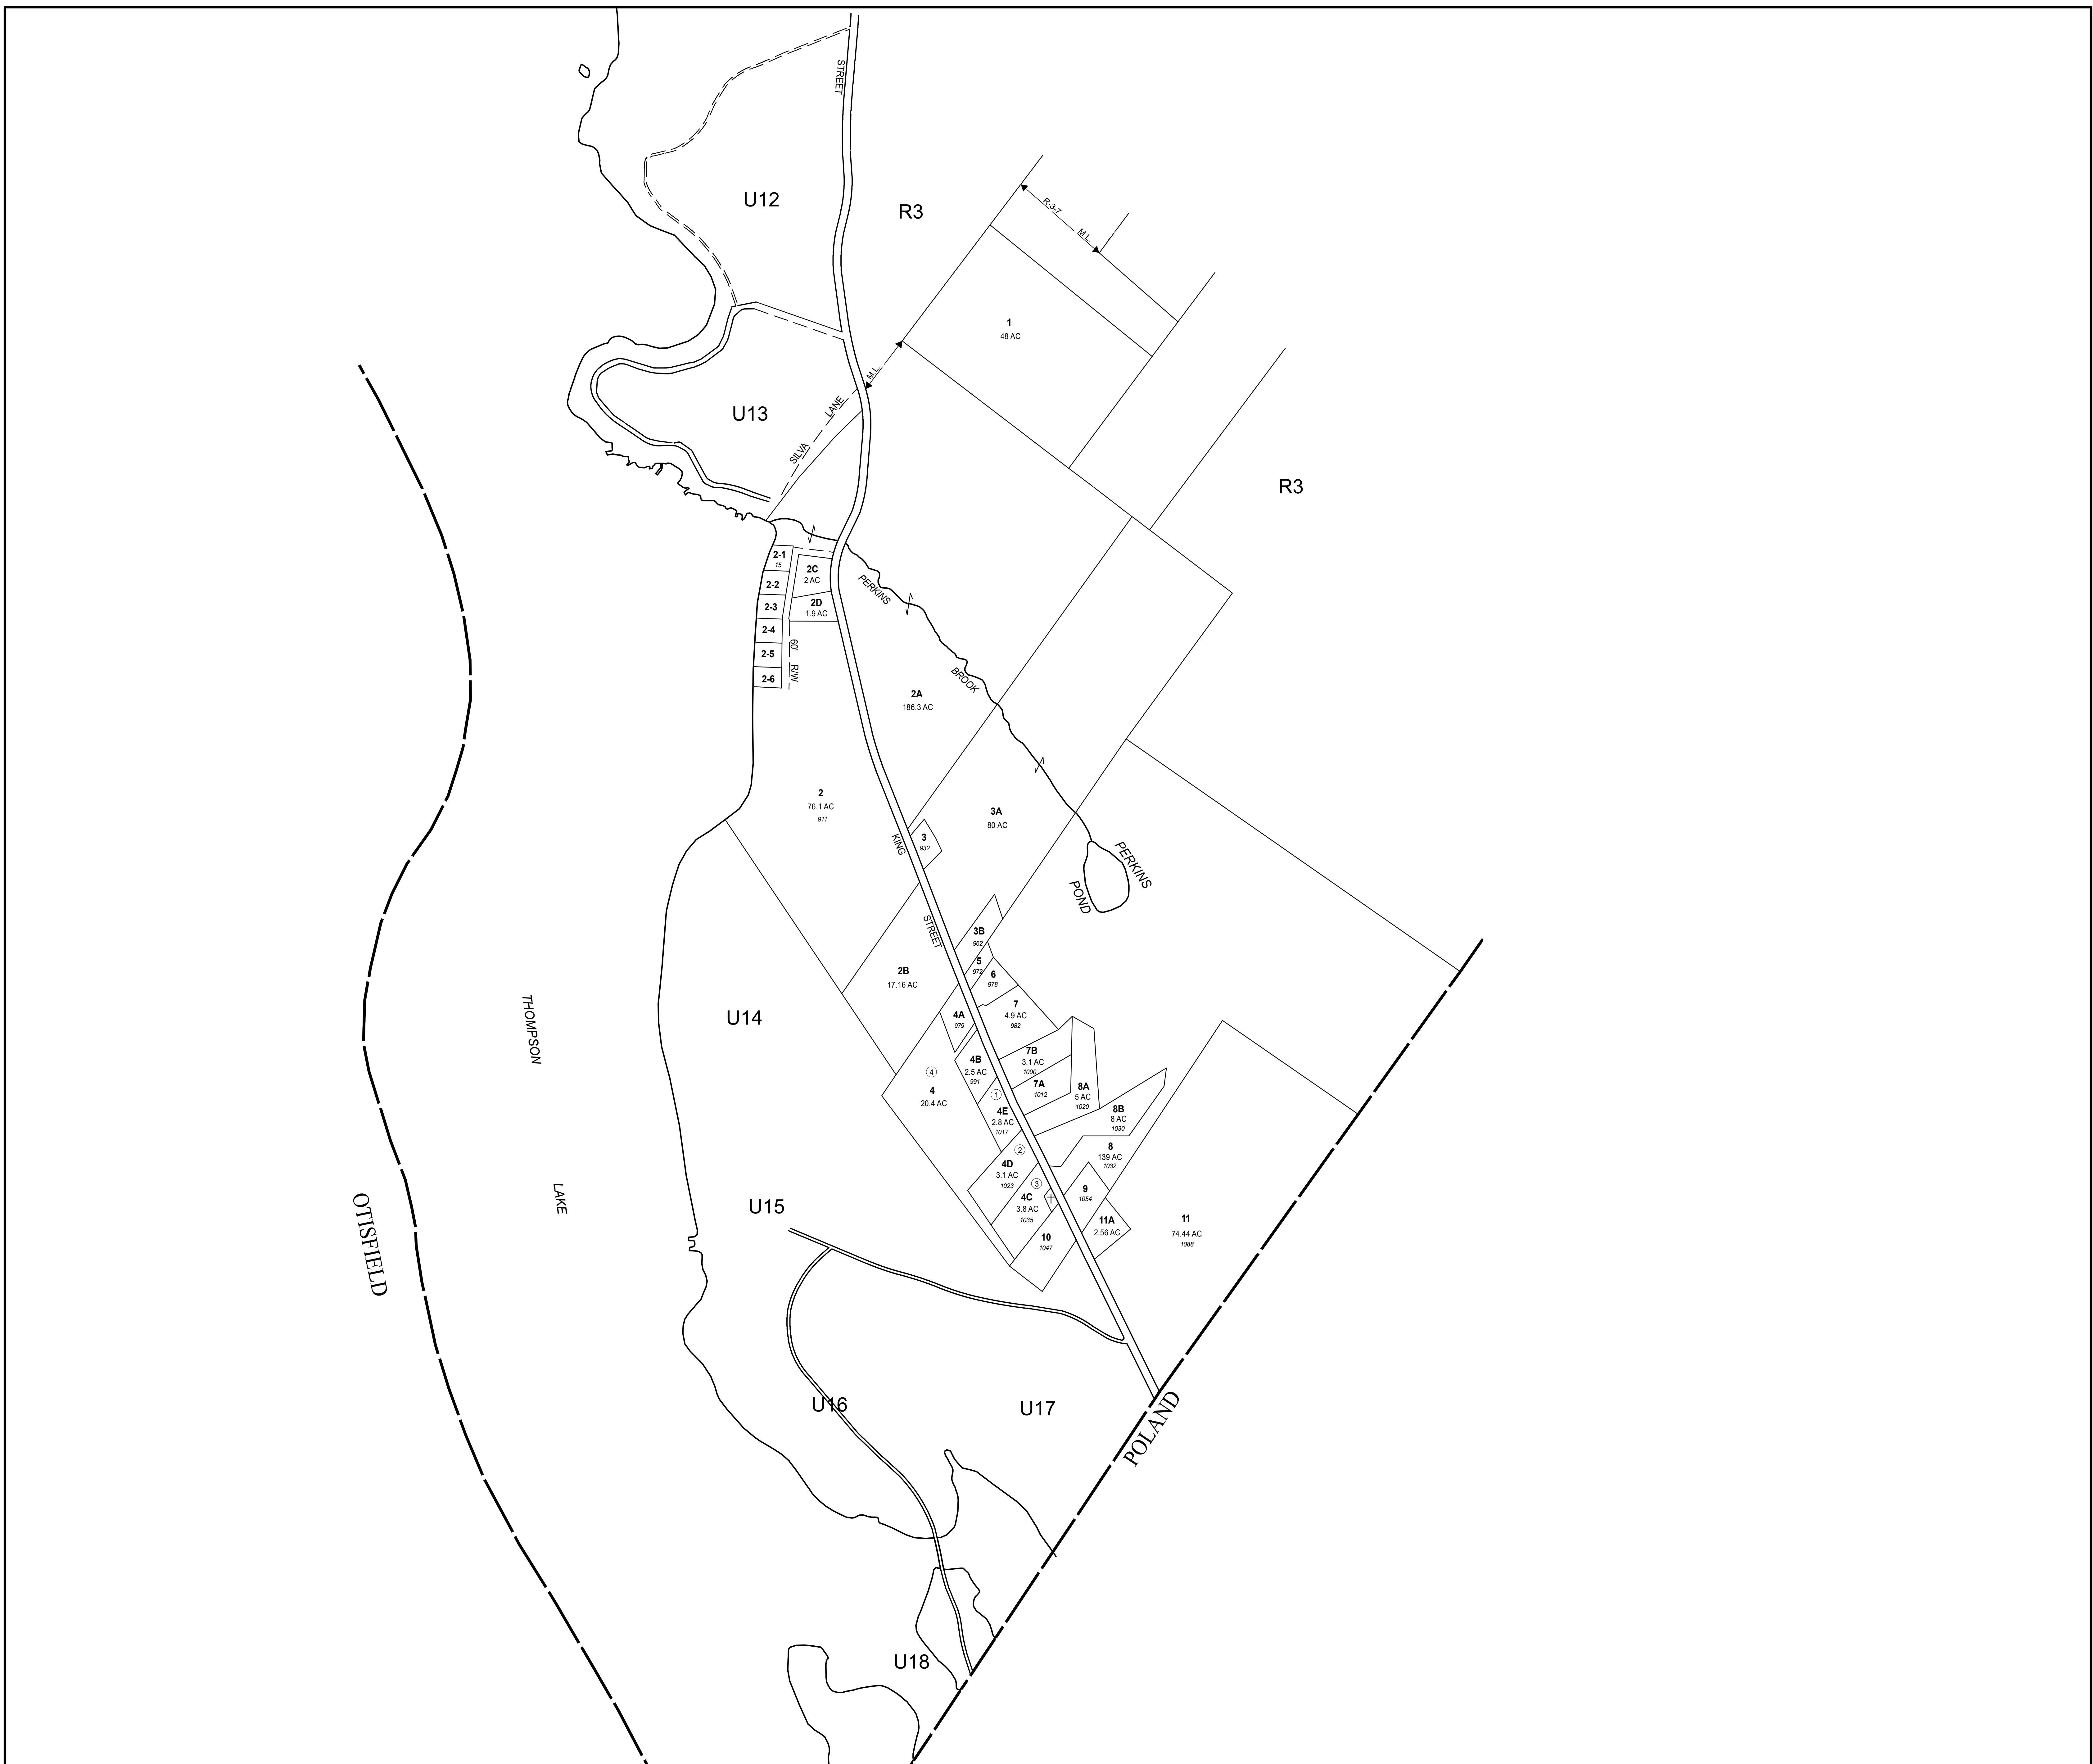 STREET
U12
R3
R-3-7
M.L.
1
48 AC
M.L.
LANE
SILVA
U13
R3
2-1
15
2-2
2-3
2-4
2-5
2-6
2C
2 AC
2D
1.9 AC
60' R/W
PERKINS
BROOK
2A
186.3 AC
2
76.1 AC
911
3A
80 AC
3
932
KING
STREET
PERKINS
POND
3B
962
5
972
6
978
2B
17.16 AC
4A
979
7
4.9 AC
982
THOMPSON
LAKE
OTISFIELD
U14
4B
2.5 AC
991
7B
3.1 AC
1000
7A
1012
8A
5 AC
1020
4
4
20.4 AC
1
4E
2.8 AC
1017
8B
8 AC
1030
2
4D
3.1 AC
1023
8
139 AC
1032
3
4C
3.8 AC
1035
9
1054
10
1047
11A
2.56 AC
11
74.44 AC
1088
U15
U16
U17
POLAND
U18